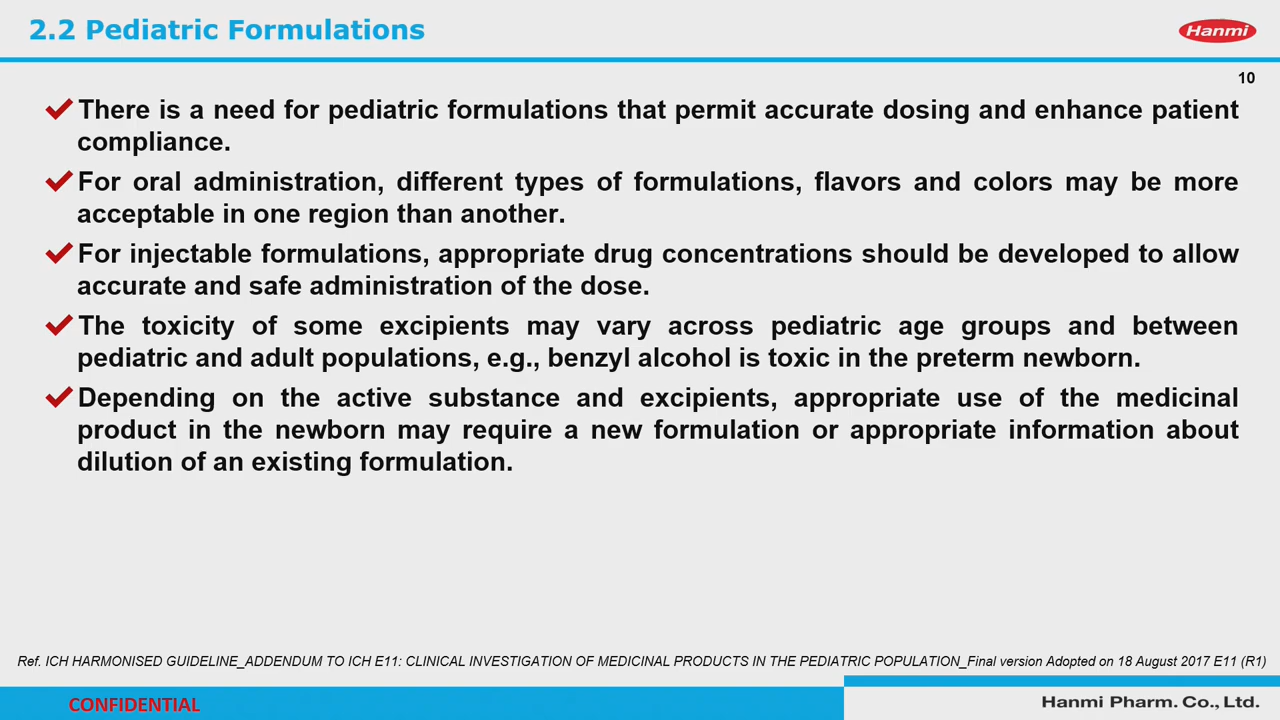 2.2 Pediatric Formulations
Hanmi
10
There is a need for pediatric formulations that permit accurate dosing and enhance patient
compliance.
For oral administration, different types of formulations, flavors and colors may be more
acceptable in one region than another.
For injectable formulations, appropriate drug concentrations should be developed to allow
accurate and safe administration of the dose.
The toxicity of some excipients may vary across pediatric age groups and between
pediatric and adult populations, e.g., benzyl alcohol is toxic in the preterm newborn.
Depending on the active substance and excipients, appropriate use of the medicinal
product in the newborn may require a new formulation or appropriate information about
dilution of an existing formulation.
Ref. ICH HARMONISED GUIDELINE_ADDENDUM TO ICH E11: CLINICAL INVESTIGATION OF MEDICINAL PRODUCTS IN THE PEDIATRIC POPULATION_Final version Adopted on 18 August 2017 E11 (R1)
CONFIDENTIAL
Hanmi Pharm. Co., Ltd.